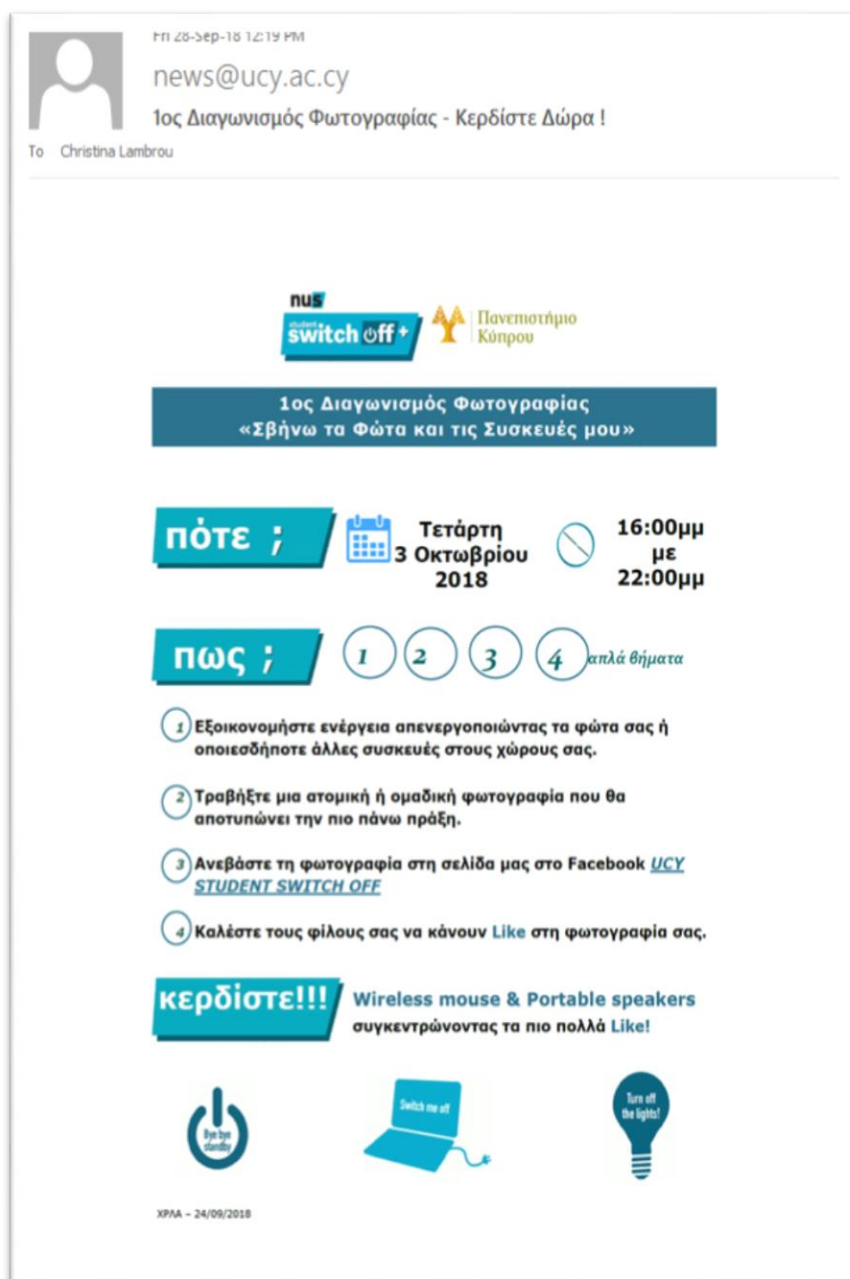 Fri 28-Sep-18 12:19 PM
news@ucy.ac.cy
1ος Διαγωνισμός Φωτογραφίας - Κερδίστε Δώρα !
To Christina Lambrou
nus
student
switch off +
Πανεπιστήμιο
Κύπρου
1ος Διαγωνισμός Φωτογραφίας
«Σβήνω τα Φώτα και τις Συσκευές μου»
πότε ;
Τετάρτη
3 Οκτωβρίου
2018
16:00μμ
με
22:00μμ
πως ;
1 2 3 4 απλά βήματα
1 Εξοικονομήστε ενέργεια απενεργοποιώντας τα φώτα σας ή
οποιεσδήποτε άλλες συσκευές στους χώρους σας.
2 Τραβήξτε μια ατομική ή ομαδική φωτογραφία που θα
αποτυπώνει την πιο πάνω πράξη.
3 Ανεβάστε τη φωτογραφία στη σελίδα μας στο Facebook UCY
STUDENT SWITCH OFF
4 Καλέστε τους φίλους σας να κάνουν Like στη φωτογραφία σας.
κερδίστε!!!
Wireless mouse & Portable speakers
συγκεντρώνοντας τα πιο πολλά Like!
Bye bye
standby
Switch me off
Turn off
the lights!
ΧΡΛΑ – 24/09/2018